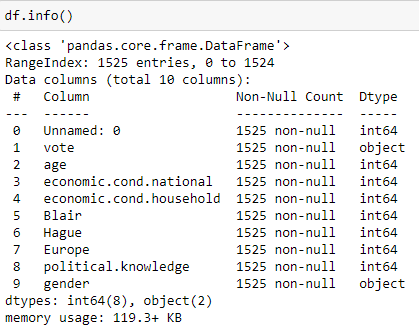 df.info()
<class 'pandas.core.frame.DataFrame'>
RangeIndex: 1525 entries, 0 to 1524
Data columns (total 10 columns):
 #   Column                   Non-Null Count  Dtype
---  ------                   --------------  -----
 0   Unnamed: 0               1525 non-null   int64
 1   vote                     1525 non-null   object
 2   age                      1525 non-null   int64
 3   economic.cond.national   1525 non-null   int64
 4   economic.cond.household  1525 non-null   int64
 5   Blair                    1525 non-null   int64
 6   Hague                    1525 non-null   int64
 7   Europe                   1525 non-null   int64
 8   political.knowledge      1525 non-null   int64
 9   gender                   1525 non-null   object
dtypes: int64(8), object(2)
memory usage: 119.3+ KB